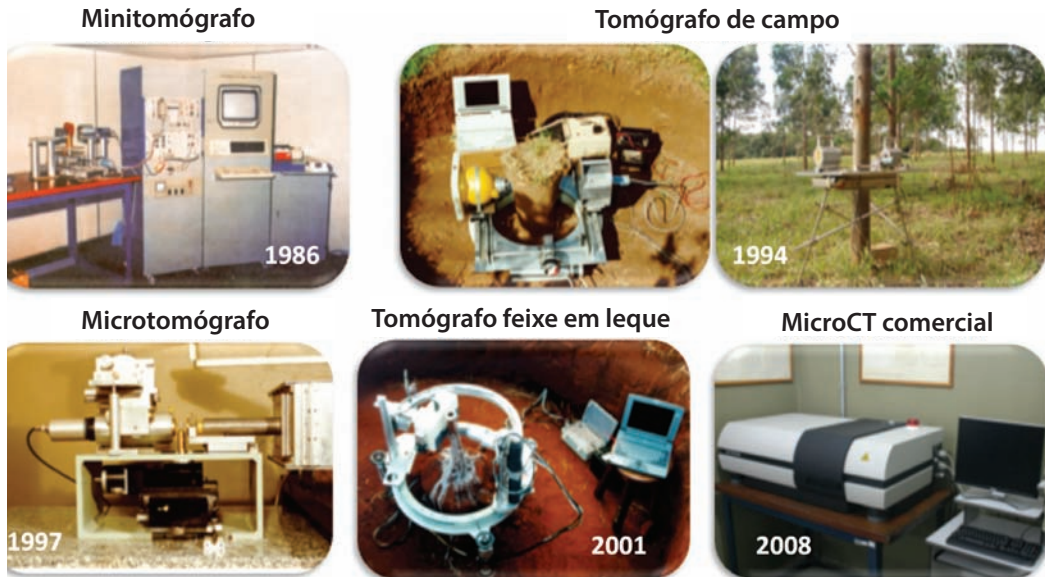 Minitomógrafo
Tomógrafo de campo
1986
1994
Microtomógrafo
Tomógrafo feixe em leque
MicroCT comercial
1997
2001
2008